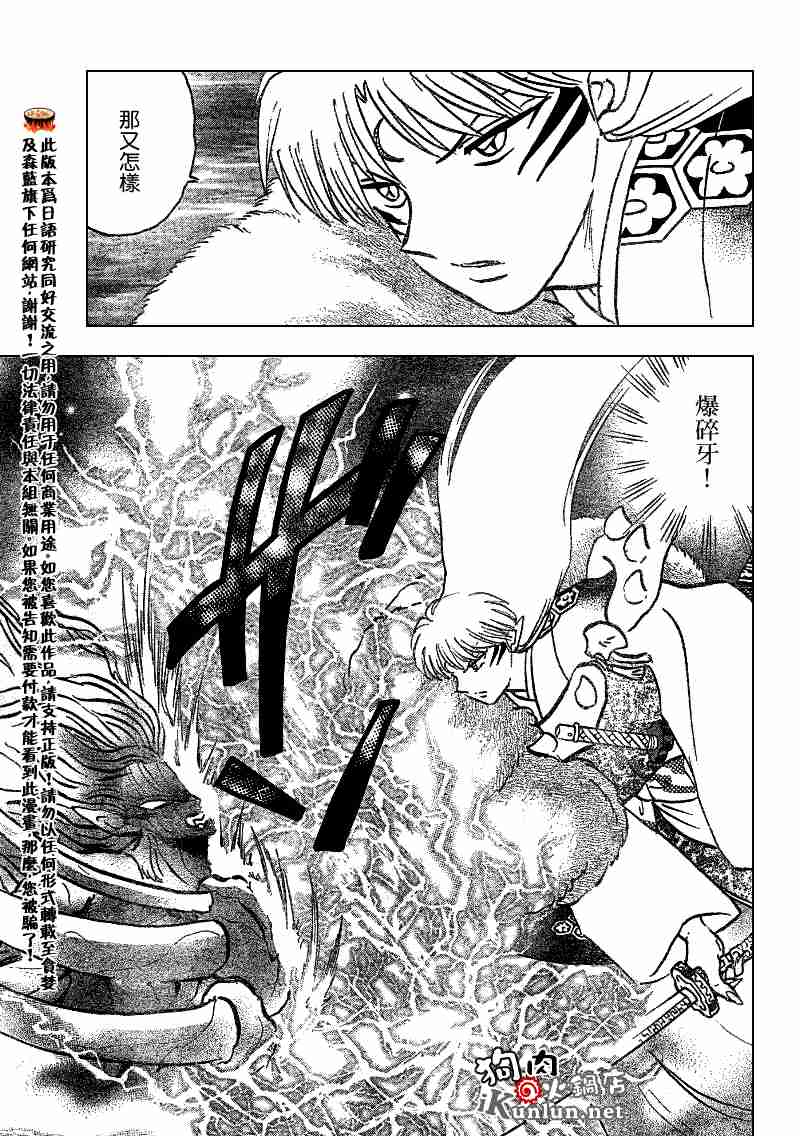 那又怎樣
爆碎牙！
此版本爲日語研究同好交流之用，請勿用于任何商業用途。如您喜歡此作品，請支持正版！請勿以任何形式轉載至貪婪
及森藍旗下任何網站，謝謝！一切法律責任與本組無關。如果您被告知需要付款才能看到此漫畫，那麼，您被騙了！
狗肉火鍋店
iKunlun.net